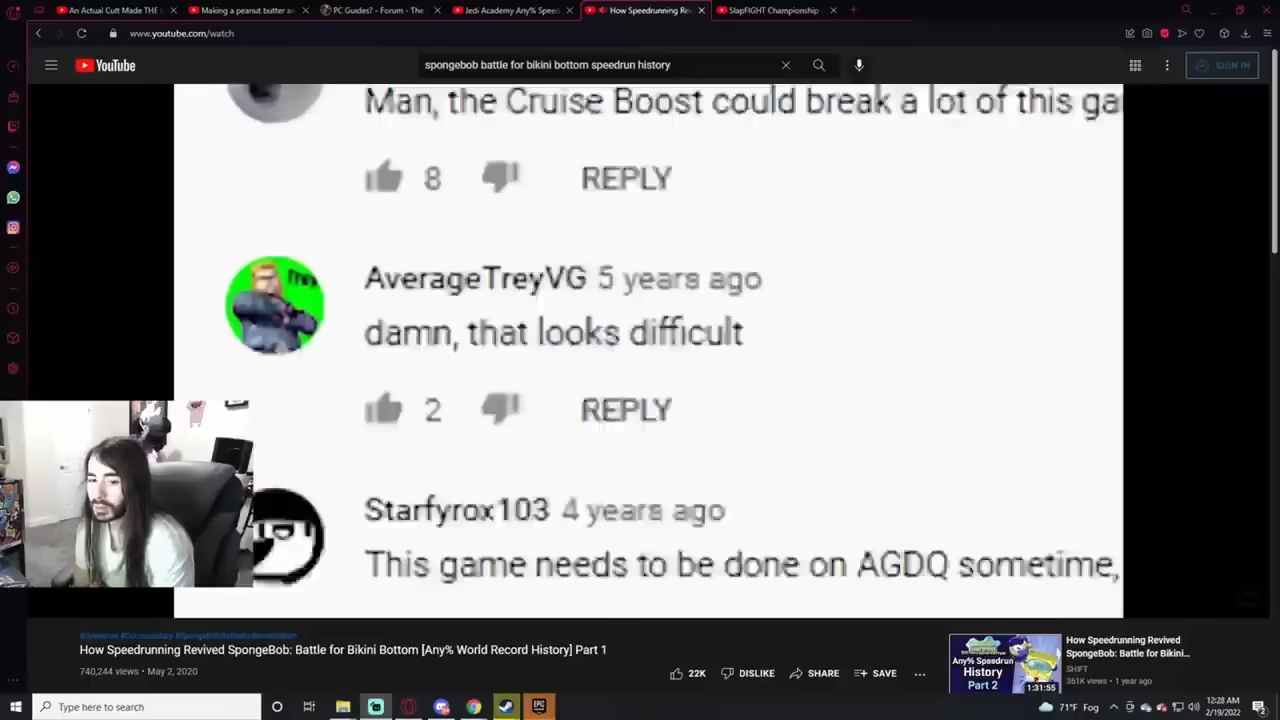 An Actual Cult Made THE
Making a peanut butter an
PC Guides? - Forum - The
Jedi Academy Any% Speed
How Speedrunning Re
SlapFIGHT Championship
www.youtube.com/watch
YouTube
spongebob battle for bikini bottom speedrun history
SIGN IN
Man, the Cruise Boost could break a lot of this ga
8 REPLY
AverageTreyVG 5 years ago
damn, that looks difficult
2 REPLY
Starfyrox103 4 years ago
This game needs to be done on AGDQ sometime,
#Speedrun #Documentary #SpongeBobBattleforBikiniBottom
How Speedrunning Revived SpongeBob: Battle for Bikini Bottom [Any% World Record History] Part 1
740,244 views • May 2, 2020
22K DISLIKE SHARE SAVE
Any% Speedrun
History
Part 2
1:31:55
How Speedrunning Revived
SpongeBob: Battle for Bikini...
SHIFT
361K views • 1 year ago
Type here to search
EPIC
71°F Fog
12:28 AM
2/19/2022
2